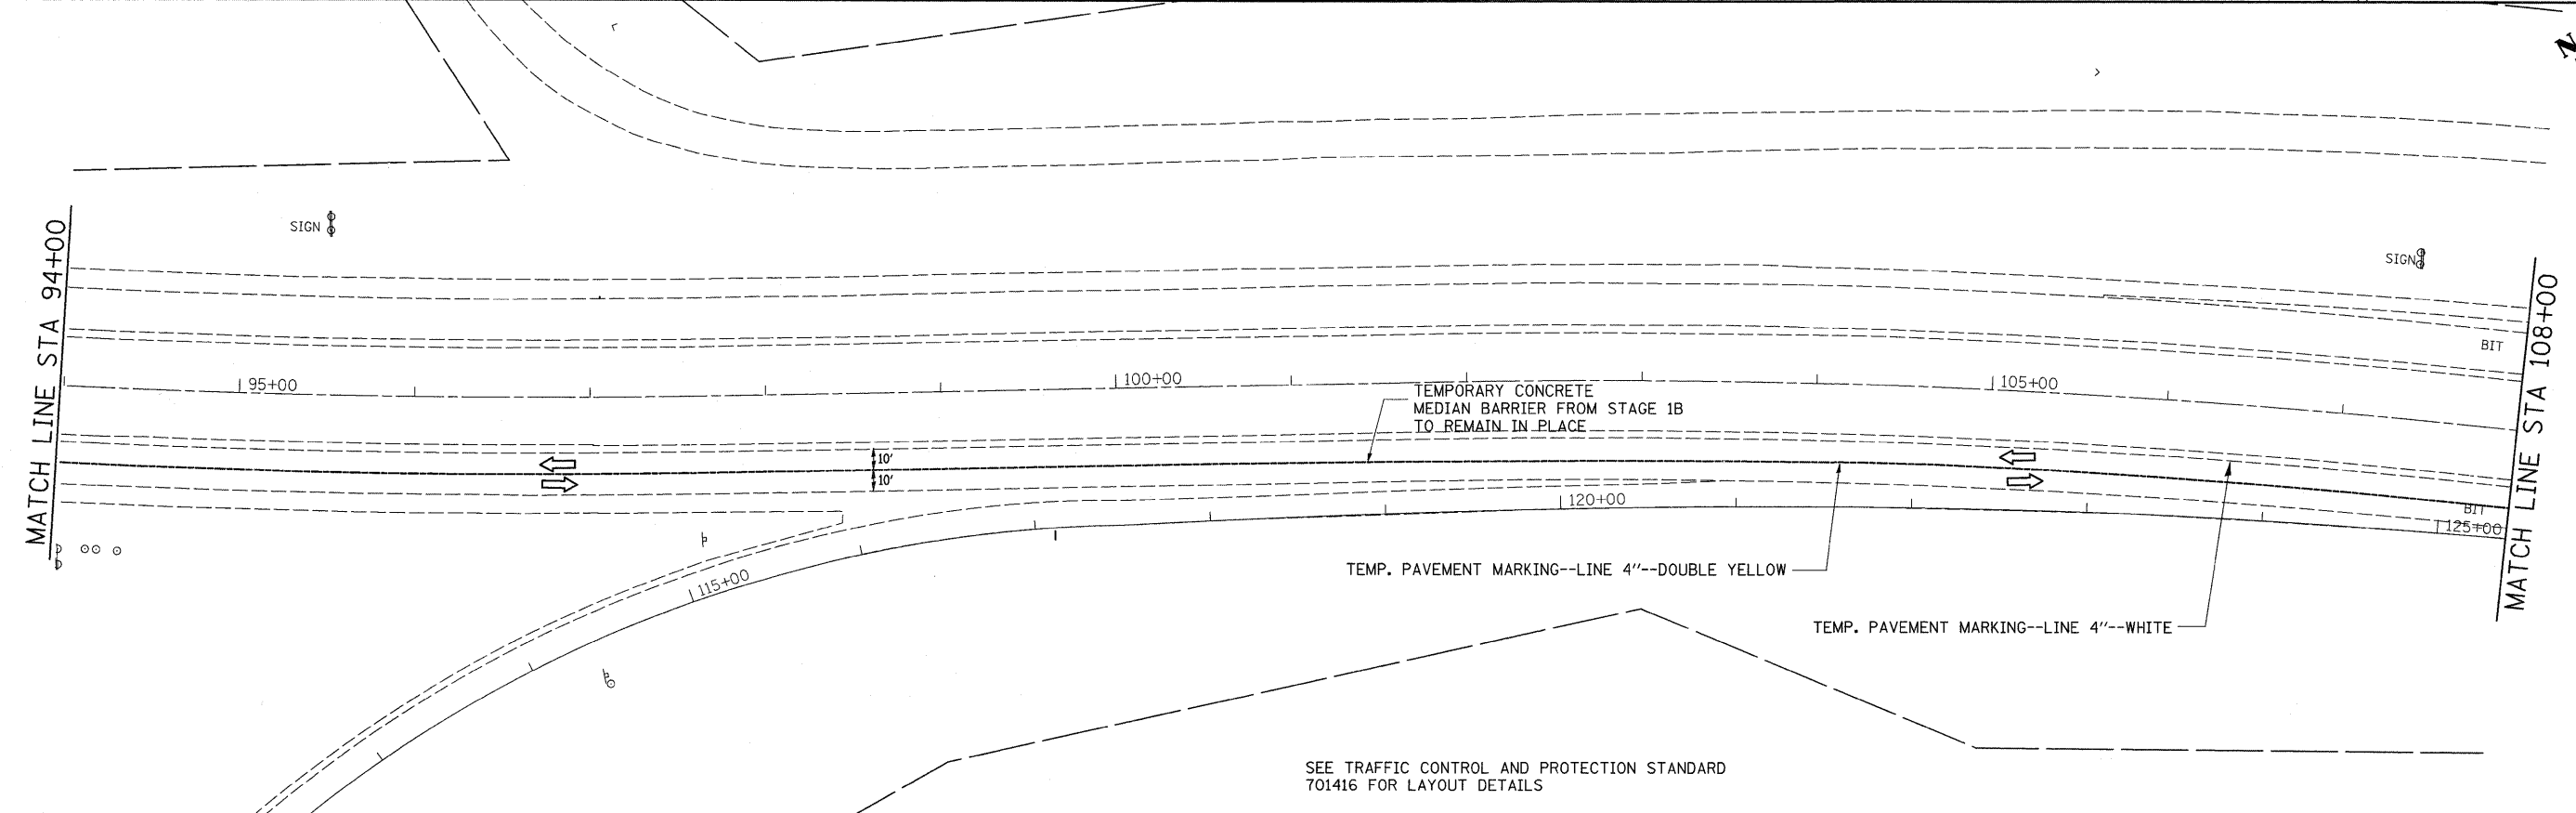 N
SIGN
SIGN
MATCH LINE STA 94+00
MATCH LINE STA 108+00
BIT
95+00
100+00
105+00
TEMPORARY CONCRETE
MEDIAN BARRIER FROM STAGE 1B
TO REMAIN IN PLACE
10'
10'
120+00
BIT
125+00
115+00
TEMP. PAVEMENT MARKING--LINE 4"--DOUBLE YELLOW
TEMP. PAVEMENT MARKING--LINE 4"--WHITE
SEE TRAFFIC CONTROL AND PROTECTION STANDARD
701416 FOR LAYOUT DETAILS